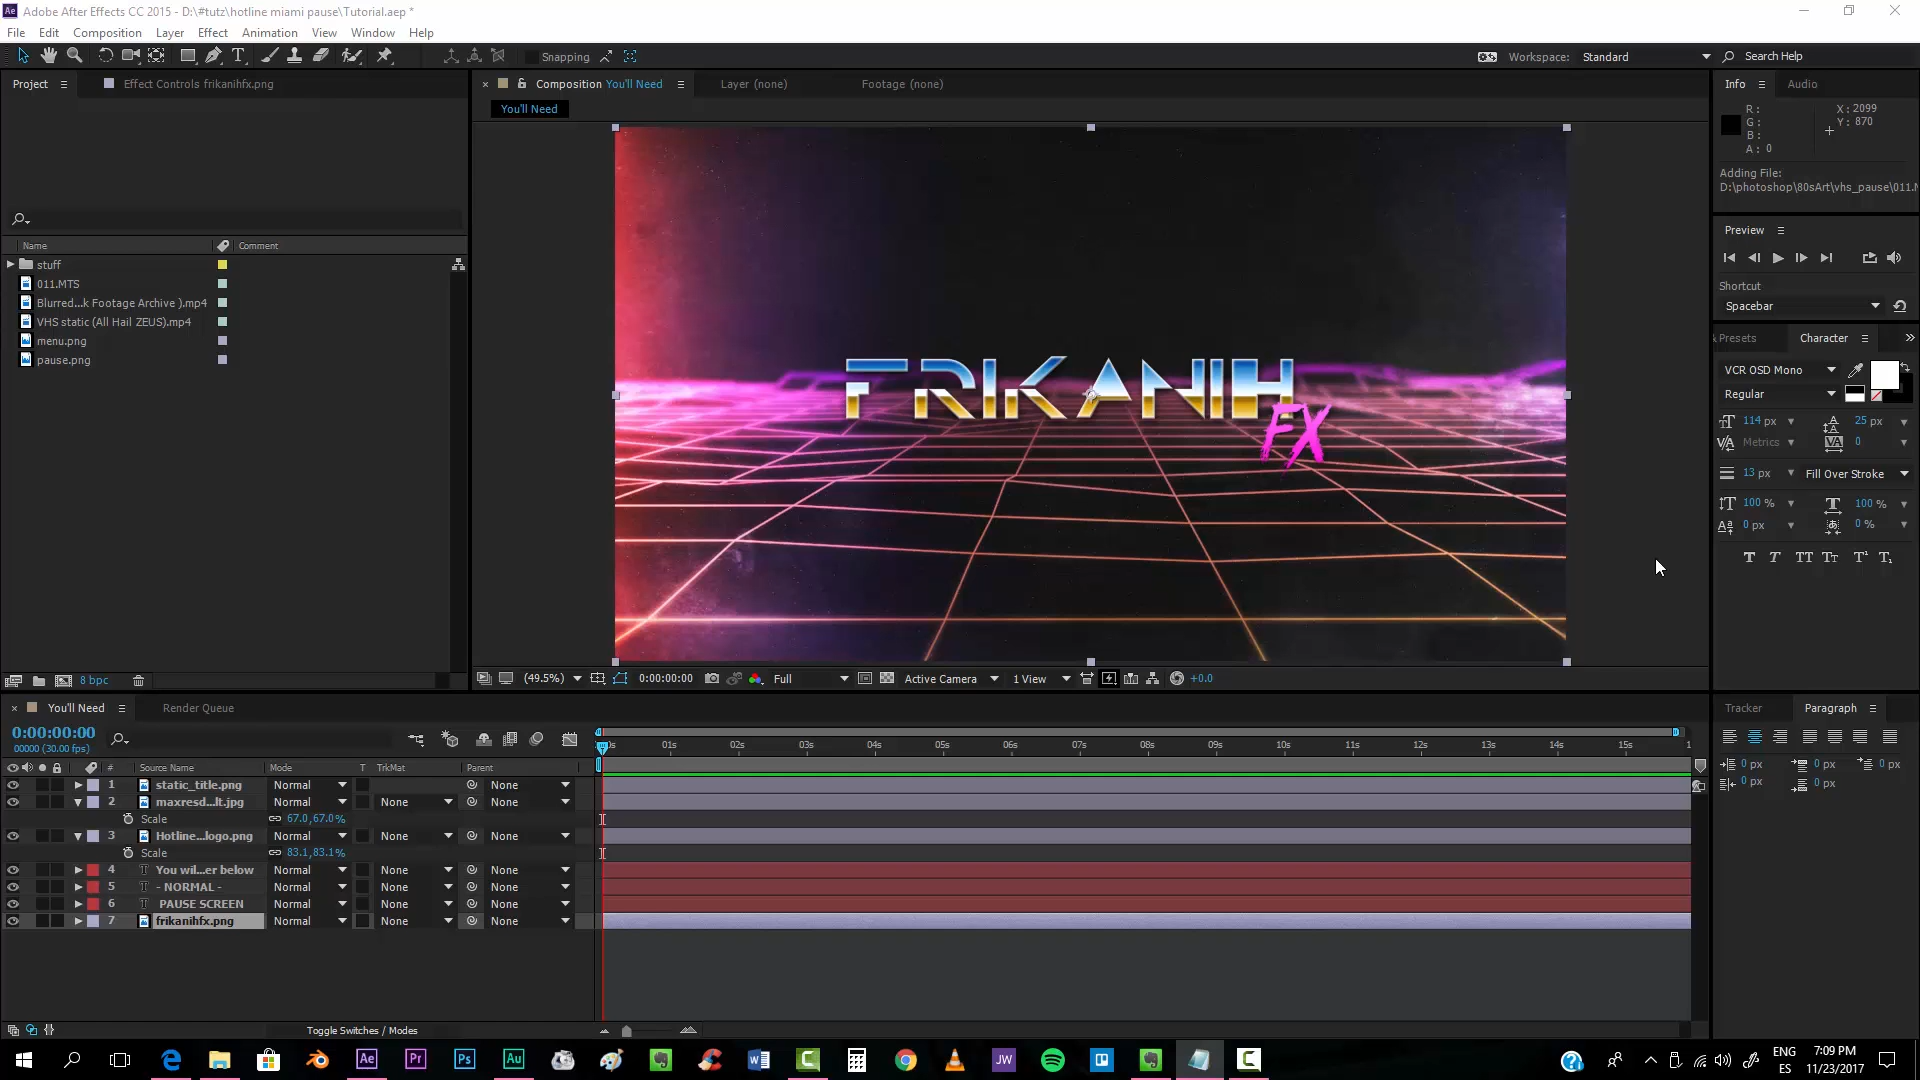 Adobe After Effects CC 2015 - D:\#tutz\hotline miami pause\Tutorial.aep *
File Edit Composition Layer Effect Animation View Window Help
Snapping
Workspace: Standard
Search Help
Project
Effect Controls frikanihfx.png
Composition You'll Need
Layer (none)
Footage (none)
You'll Need
Info
Audio
R :
G :
B :
A : 0
X : 2099
Y : 870
Adding File:
D:\photoshop\80sArt\vhs_pause\011.M
Preview
Shortcut
Spacebar
Name
Comment
stuff
011.MTS
Blurred...k Footage Archive ).mp4
VHS static (All Hail ZEUS).mp4
menu.png
pause.png
FRIKANIH
FX
& Presets
Character
VCR OSD Mono
Regular
114 px
25 px
Metrics
0
13 px
Fill Over Stroke
100 %
100 %
0 px
0 %
T T TT Tт T¹ T₁
8 bpc
(49.5%)
0:00:00:00
Full
Active Camera
1 View
+0.0
You'll Need
Render Queue
0:00:00:00
00000 (30.00 fps)
01s 02s 03s 04s 05s 06s 07s 08s 09s 10s 11s 12s 13s 14s 15s
# Source Name Mode T TrkMat Parent
1 static_title.png Normal None
2 maxresd...lt.jpg Normal None None
Scale 67.0,67.0%
3 Hotline...logo.png Normal None None
Scale 83.1,83.1%
4 You wil...er below Normal None None
5 - NORMAL - Normal None None
6 PAUSE SCREEN Normal None None
7 frikanihfx.png Normal None None
Toggle Switches / Modes
Tracker
Paragraph
0 px 0 px 0 px
0 px 0 px
Ae Pr Ps Au JW
ENG
ES
7:09 PM
11/23/2017